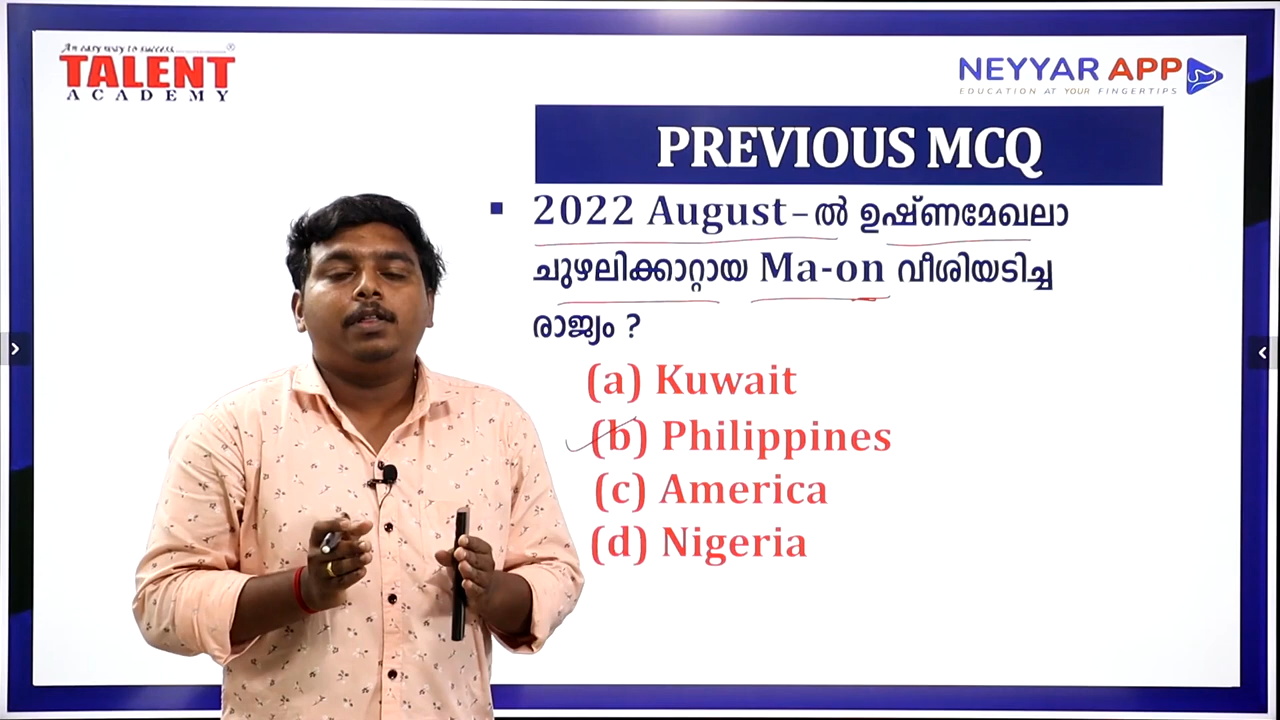 An easy way to success..........®
TALENT
ACADEMY
NEYYAR APP
EDUCATION AT YOUR FINGERTIPS
PREVIOUS MCQ
2022 August-ൽ ഉഷ്ണമേഖലാ
ചുഴലിക്കാറ്റായ Ma-on വീശിയടിച്ച
രാജ്യം ?
(a) Kuwait
(b) Philippines
(c) America
(d) Nigeria